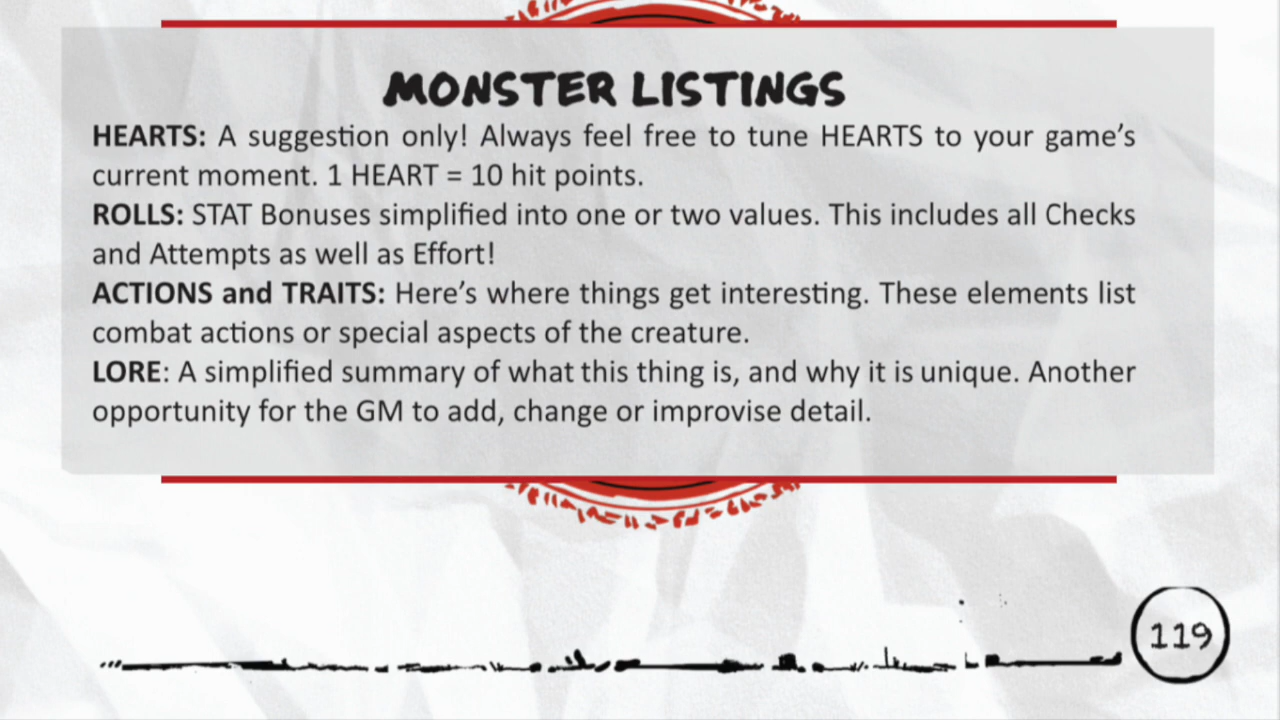 MONSTER LISTINGS
HEARTS: A suggestion only! Always feel free to tune HEARTS to your game's
current moment. 1 HEART = 10 hit points.
ROLLS: STAT Bonuses simplified into one or two values. This includes all Checks
and Attempts as well as Effort!
ACTIONS and TRAITS: Here's where things get interesting. These elements list
combat actions or special aspects of the creature.
LORE: A simplified summary of what this thing is, and why it is unique. Another
opportunity for the GM to add, change or improvise detail.
119